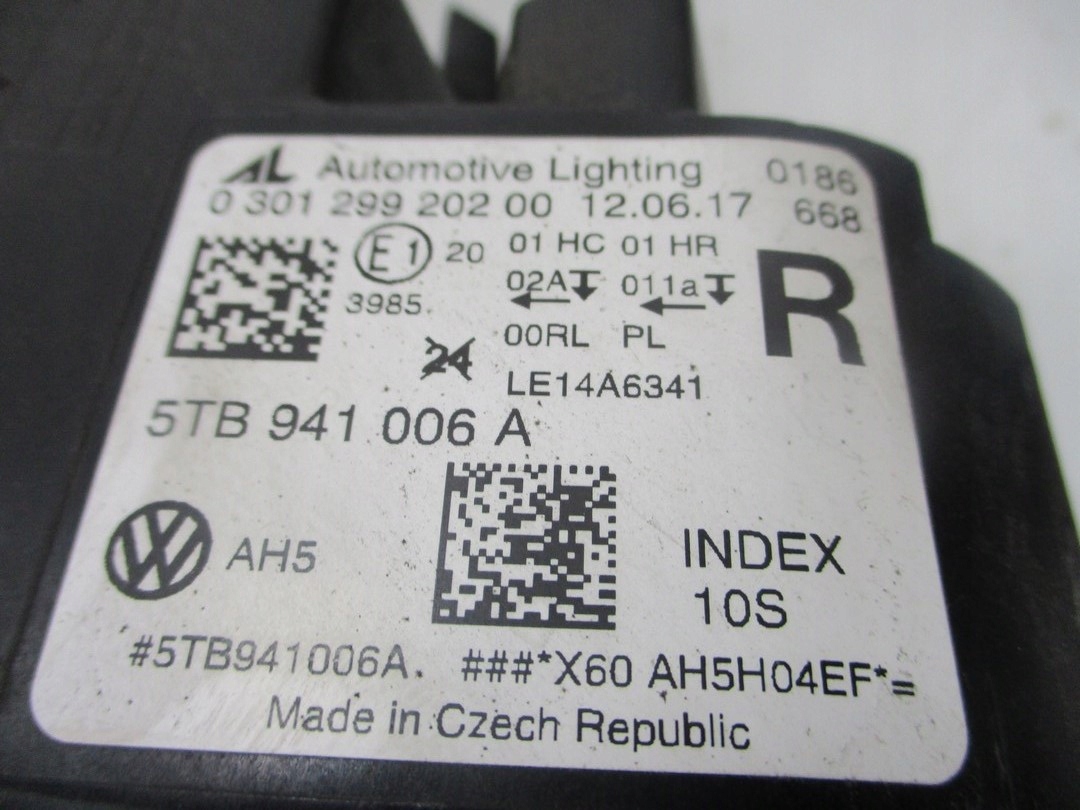 AL Automotive Lighting 0186
0 301 299 202 00 12.06.17 668
E1 20 01 HC 01 HR
3985. 02A 011a R
00RL PL
24
LE14A6341
5TB 941 006 A
VW AH5 INDEX
10S
#5TB941006A. ###*X60 AH5H04EF*=
Made in Czech Republic